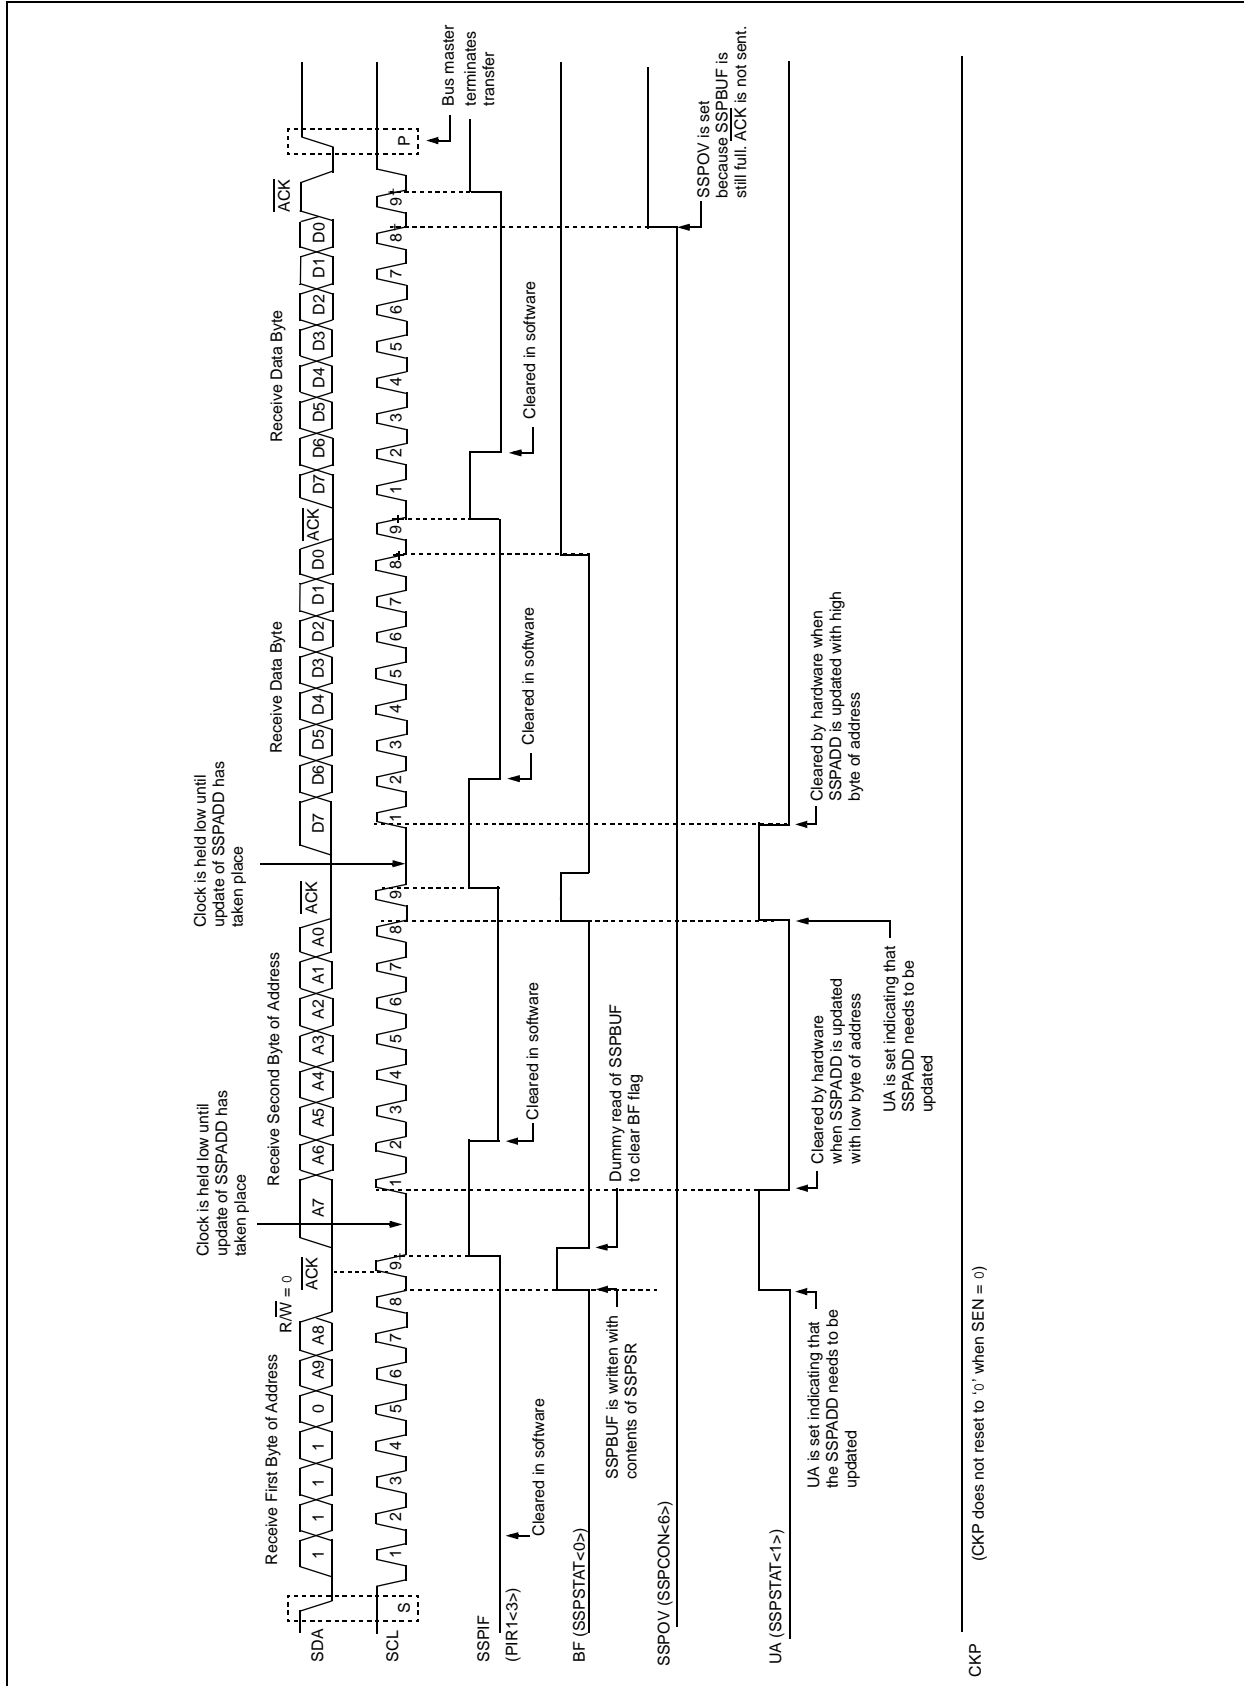 Receive First Byte of Address
R/W = 0
ACK
Clock is held low until
update of SSPADD has
taken place
Receive Second Byte of Address
ACK
Clock is held low until
update of SSPADD has
taken place
Receive Data Byte
ACK
Receive Data Byte
ACK
SDA
1 1 1 1 0 A9 A8
A7 A6 A5 A4 A3 A2 A1 A0
D7 D6 D5 D4 D3 D2 D1 D0
D7 D6 D5 D4 D3 D2 D1 D0
SCL
S
1 2 3 4 5 6 7 8 9
1 2 3 4 5 6 7 8 9
1 2 3 4 5 6 7 8 9
1 2 3 4 5 6 7 8 9
P
Bus master
terminates
transfer
SSPIF
(PIR1<3>)
Cleared in software
Cleared in software
Cleared in software
Cleared in software
BF (SSPSTAT<0>)
SSPBUF is written with
contents of SSPSR
Dummy read of SSPBUF
to clear BF flag
SSPOV (SSPCON<6>)
SSPOV is set
because SSPBUF is
still full. ACK is not sent.
UA (SSPSTAT<1>)
UA is set indicating that
the SSPADD needs to be
updated
Cleared by hardware
when SSPADD is updated
with low byte of address
UA is set indicating that
SSPADD needs to be
updated
Cleared by hardware when
SSPADD is updated with high
byte of address
CKP
(CKP does not reset to ‘0’ when SEN = 0)